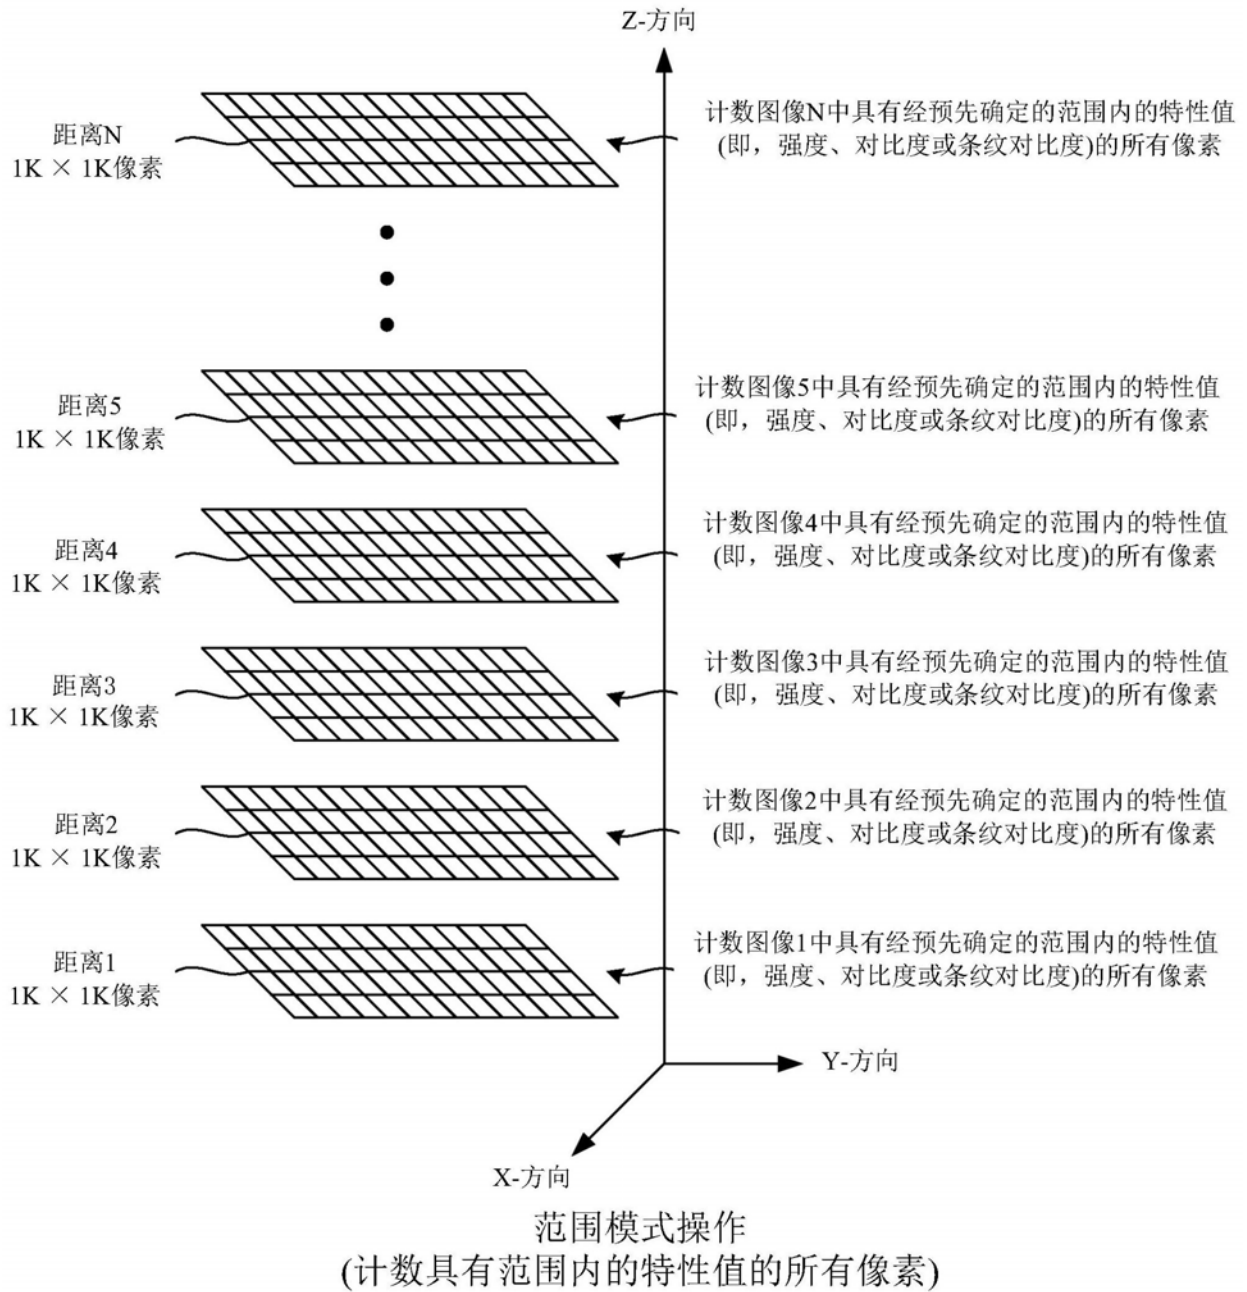 Z-方向
距离N
1K × 1K像素
计数图像N中具有经预先确定的范围内的特性值
(即，强度、对比度或条纹对比度)的所有像素
距离5
1K × 1K像素
计数图像5中具有经预先确定的范围内的特性值
(即，强度、对比度或条纹对比度)的所有像素
距离4
1K × 1K像素
计数图像4中具有经预先确定的范围内的特性值
(即，强度、对比度或条纹对比度)的所有像素
距离3
1K × 1K像素
计数图像3中具有经预先确定的范围内的特性值
(即，强度、对比度或条纹对比度)的所有像素
距离2
1K × 1K像素
计数图像2中具有经预先确定的范围内的特性值
(即，强度、对比度或条纹对比度)的所有像素
距离1
1K × 1K像素
计数图像1中具有经预先确定的范围内的特性值
(即，强度、对比度或条纹对比度)的所有像素
Y-方向
X-方向
范围模式操作
(计数具有范围内的特性值的所有像素)